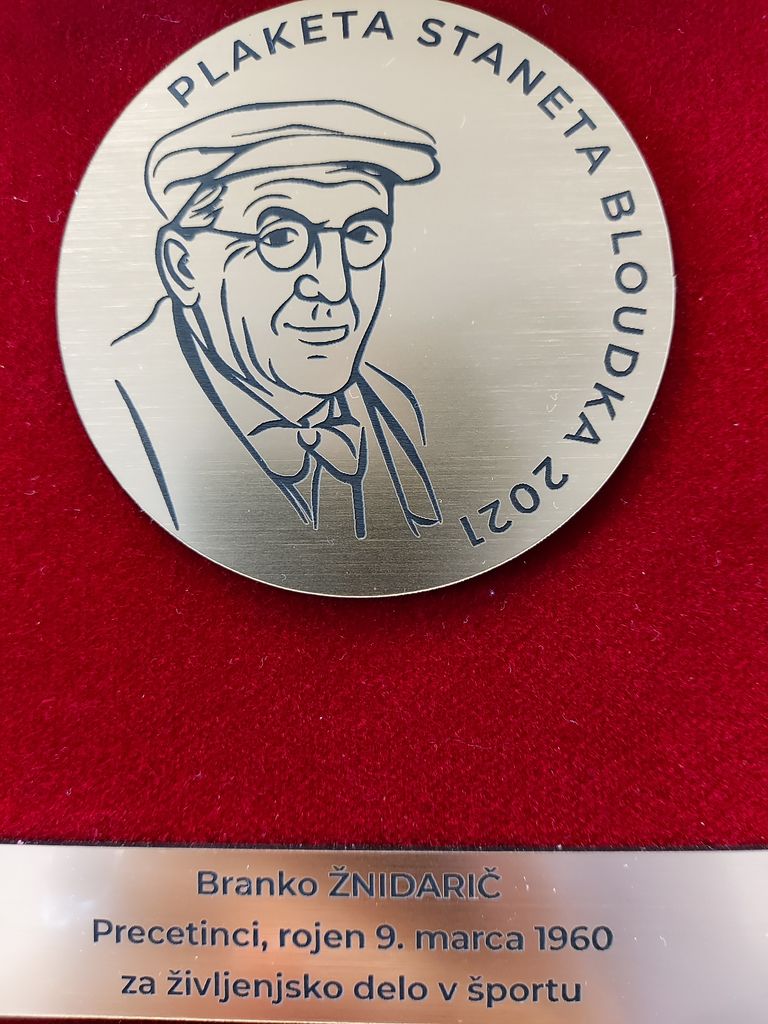 PLAKETA STANETA BLOUDKA 2021
Branko ŽNIDARIČ
Precetinci, rojen 9. marca 1960
za življenjsko delo v športu